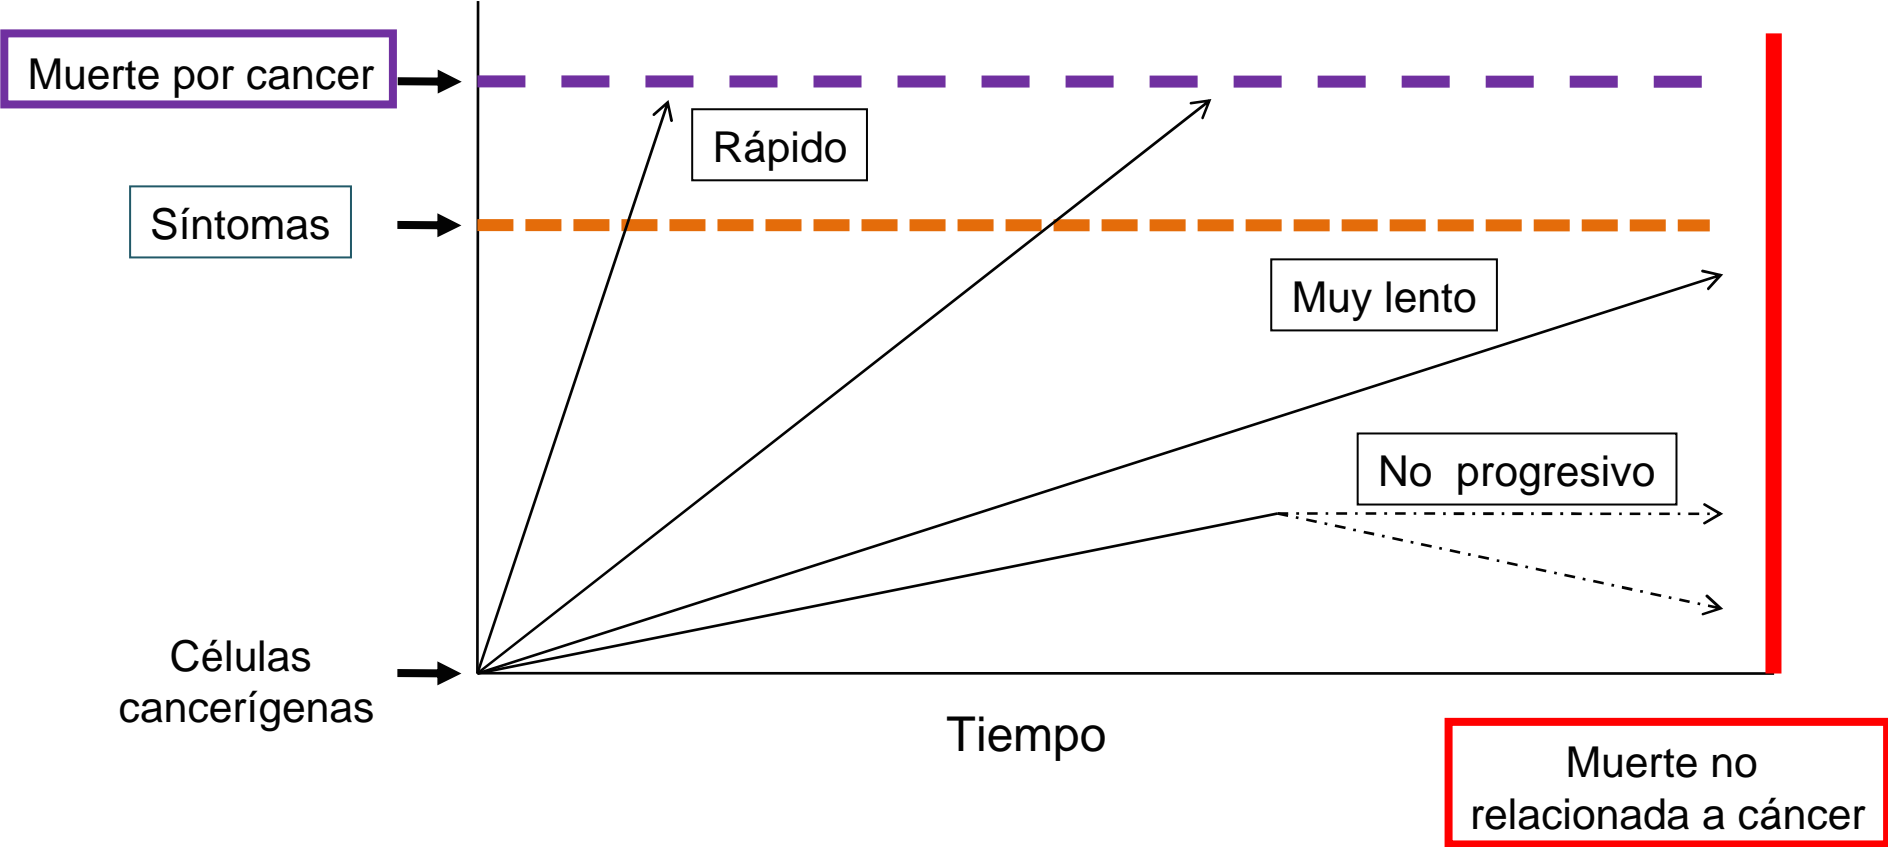 Muerte por cancer
Rápido
Síntomas
Muy lento
No  progresivo
Células
cancerígenas
Tiempo
Muerte no
relacionada a cáncer